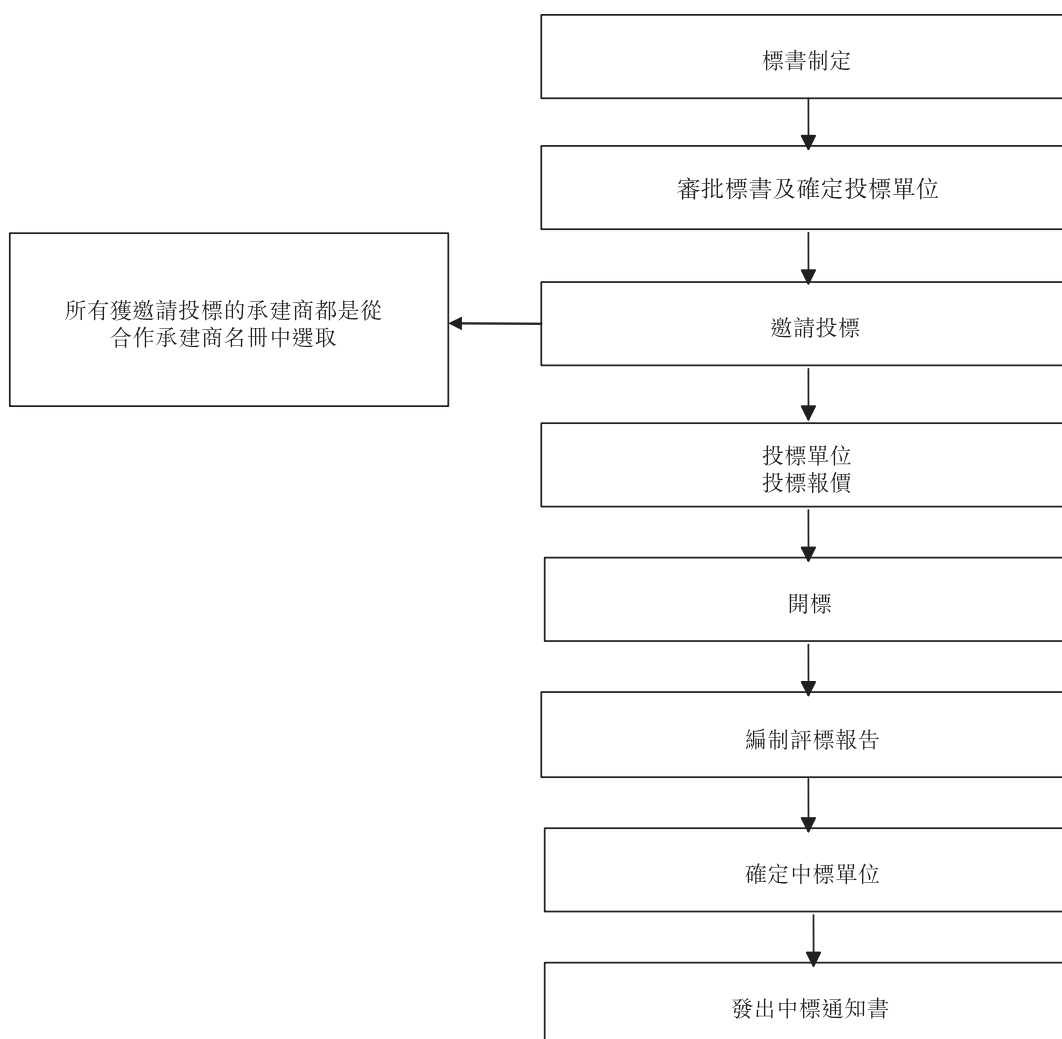 標書制定
審批標書及確定投標單位
所有獲邀請投標的承建商都是從
合作承建商名冊中選取
邀請投標
投標單位
投標報價
開標
編制評標報告
確定中標單位
發出中標通知書